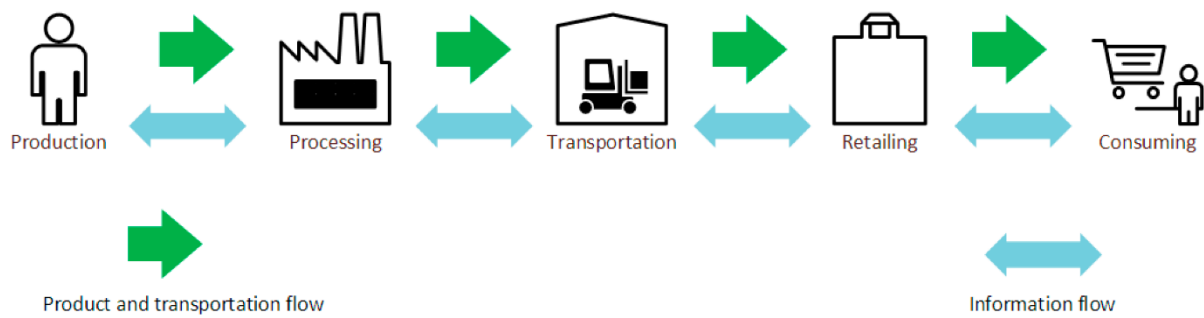 Production
Processing
Transportation
Retailing
Consuming
Product and transportation flow
Information flow